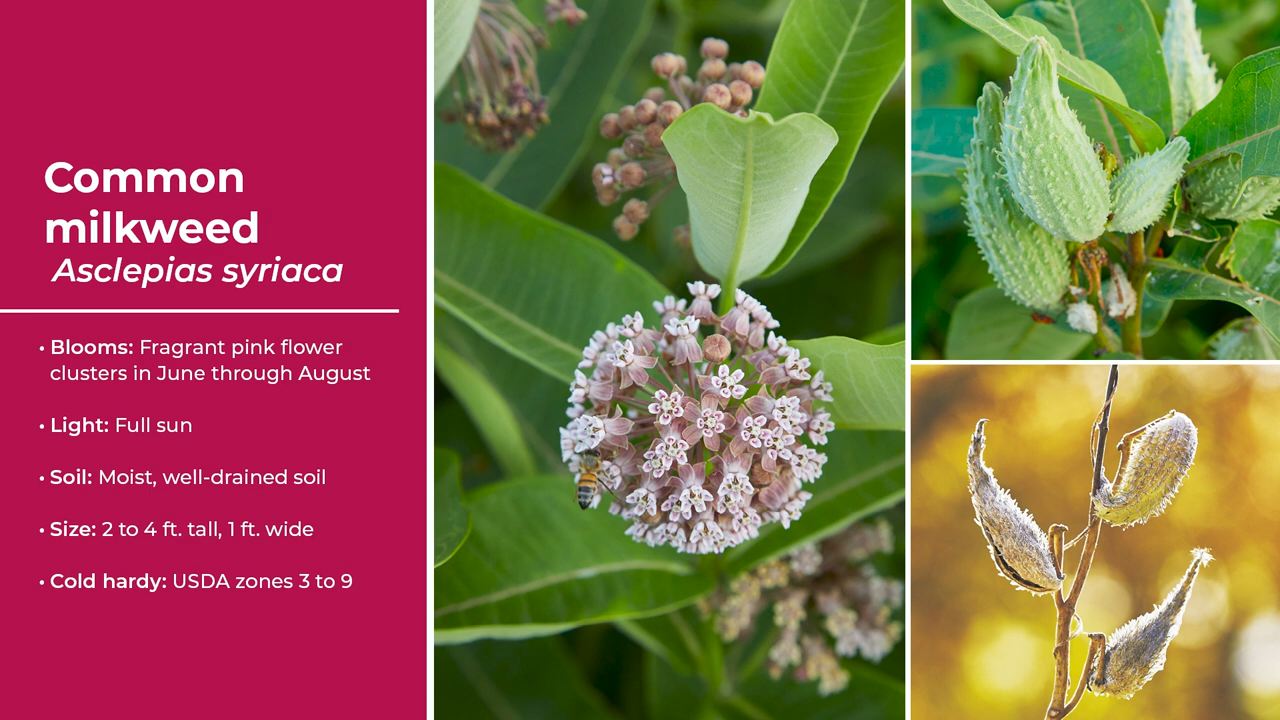 Common
milkweed
Asclepias syriaca
• Blooms: Fragrant pink flower
clusters in June through August
• Light: Full sun
• Soil: Moist, well-drained soil
• Size: 2 to 4 ft. tall, 1 ft. wide
• Cold hardy: USDA zones 3 to 9